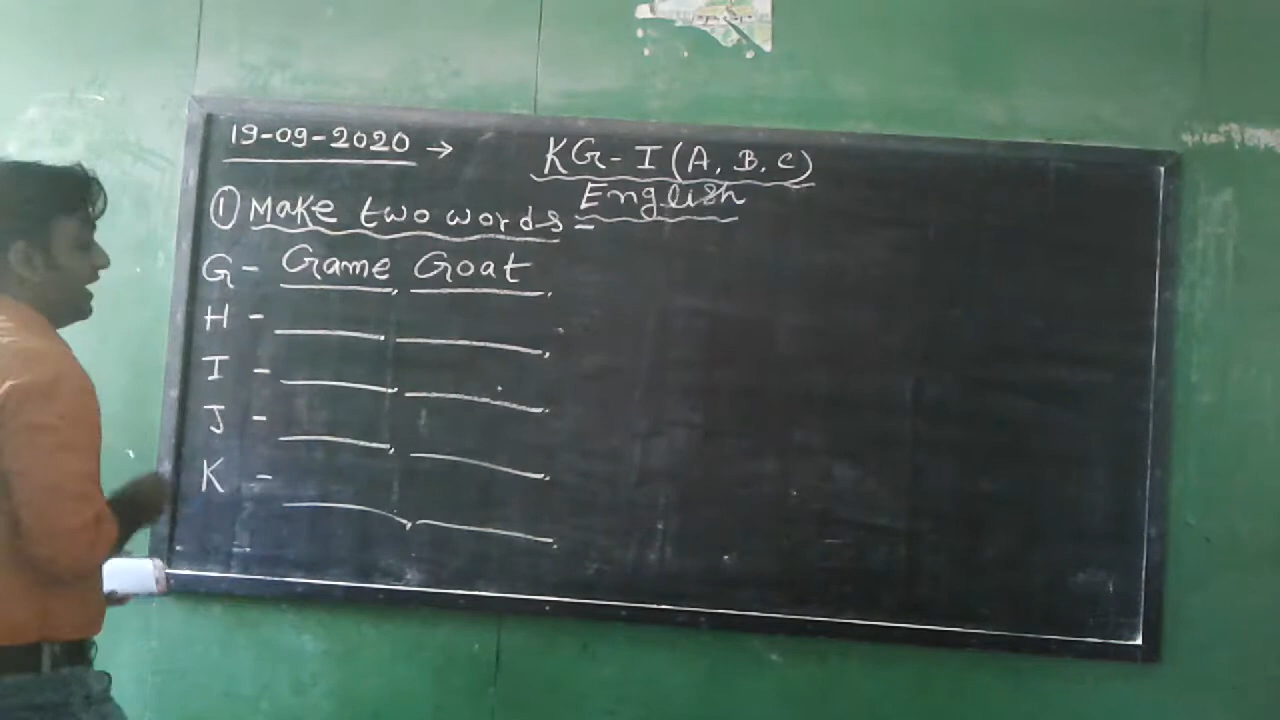 19-09-2020 → KG-I (A, B, C)
English
① Make two words =
G- Game, Goat,
H - ______, ______,
I - ______, ______,
J - ______, ______,
K - ______, ______,